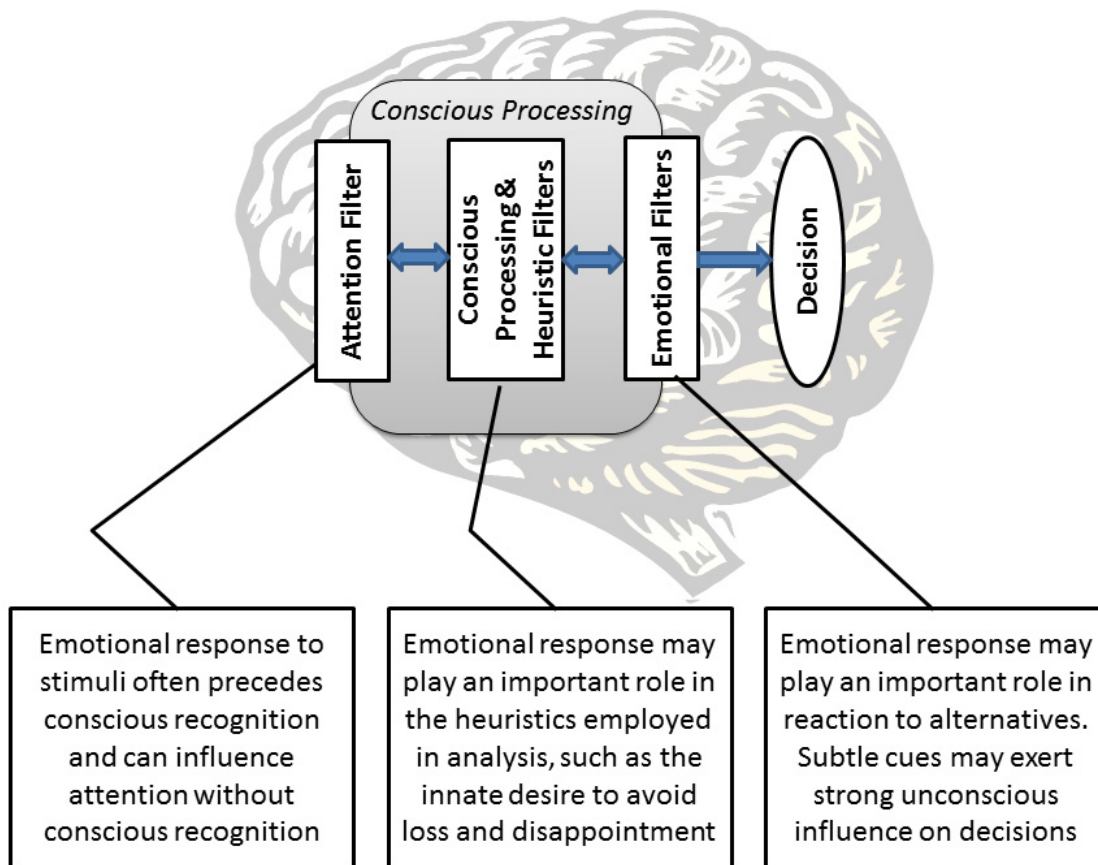 Conscious Processing
Attention Filter
Conscious
Processing &
Heuristic Filters
Emotional Filters
Decision
Emotional response to
stimuli often precedes
conscious recognition
and can influence
attention without
conscious recognition
Emotional response may
play an important role in
the heuristics employed
in analysis, such as the
innate desire to avoid
loss and disappointment
Emotional response may
play an important role in
reaction to alternatives.
Subtle cues may exert
strong unconscious
influence on decisions